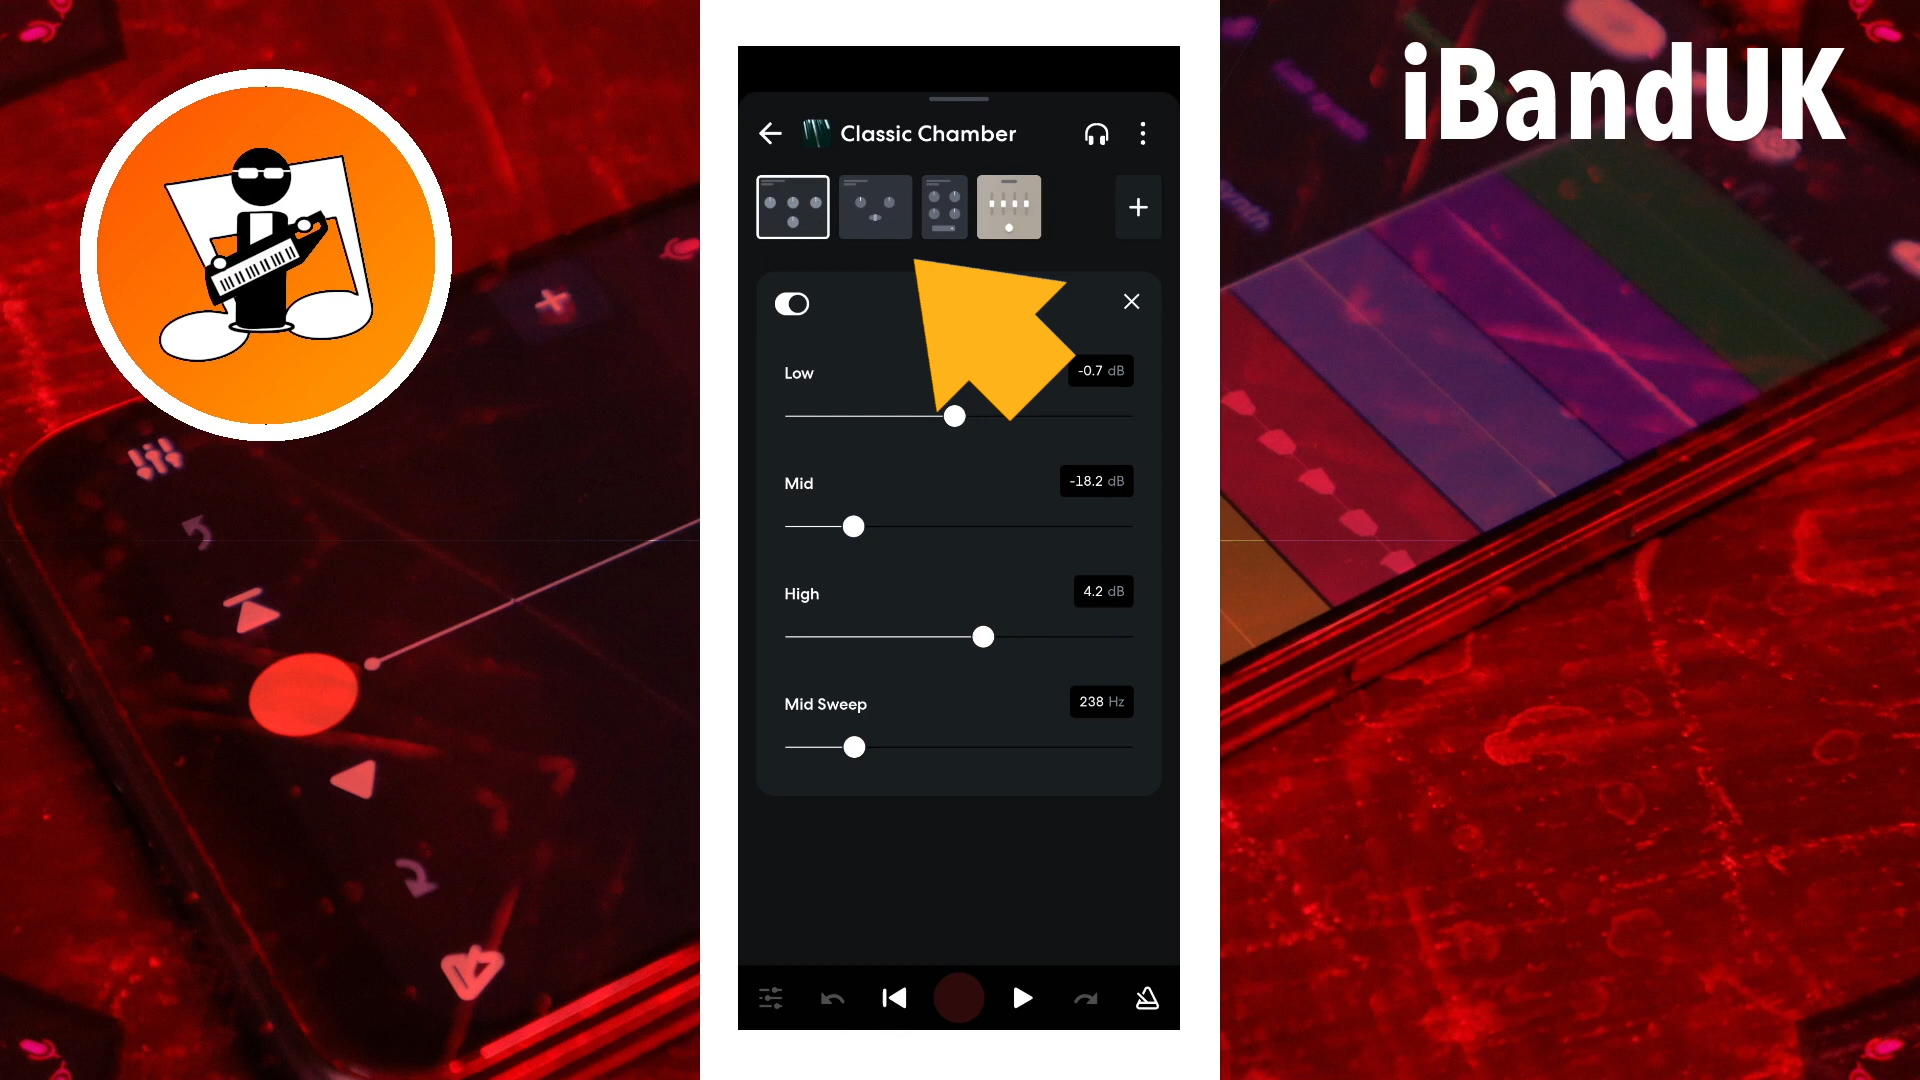 iBandUK
Classic Chamber
Low
-0.7 dB
Mid
-18.2 dB
High
4.2 dB
Mid Sweep
238 Hz